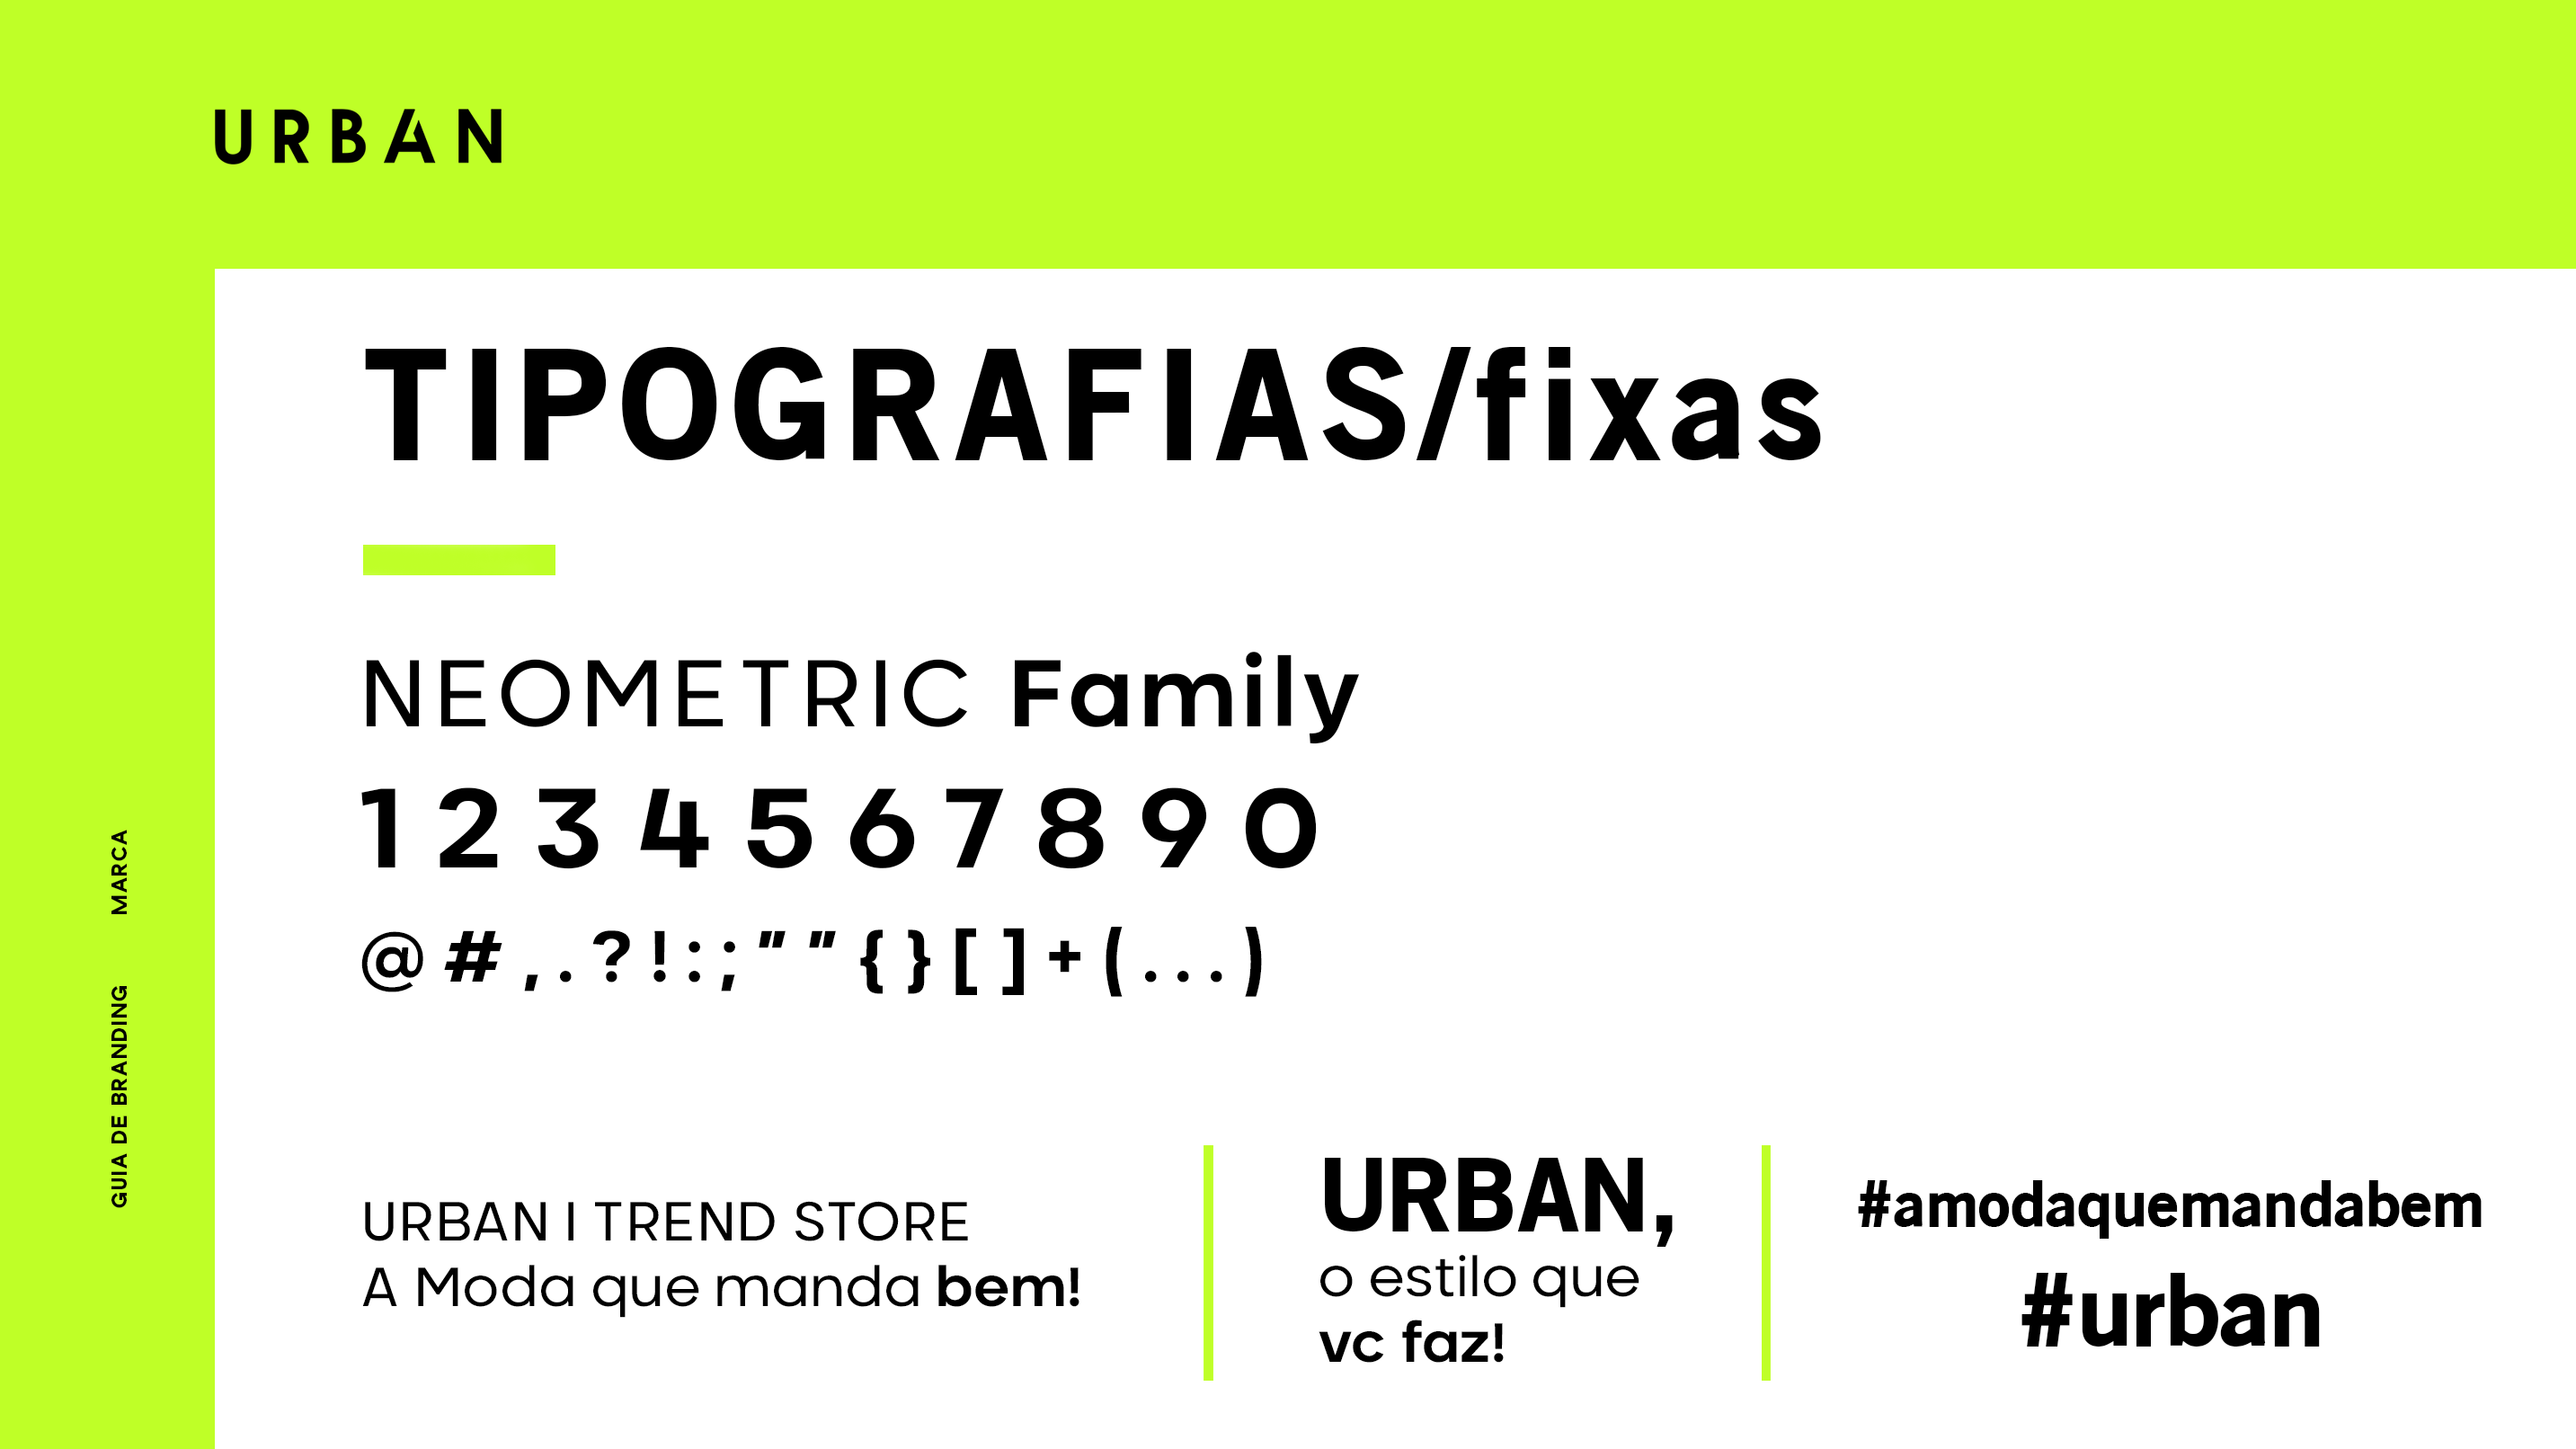 URBAN
TIPOGRAFIAS/fixas
NEOMETRIC Family
1 2 3 4 5 6 7 8 9 0
@ # , . ? ! : ; " " { } [ ] + ( . . . )
URBAN I TREND STORE
A Moda que manda bem!
URBAN,
o estilo que
vc faz!
#amodaquemandabem
#urban
GUIA DE BRANDING
MARCA